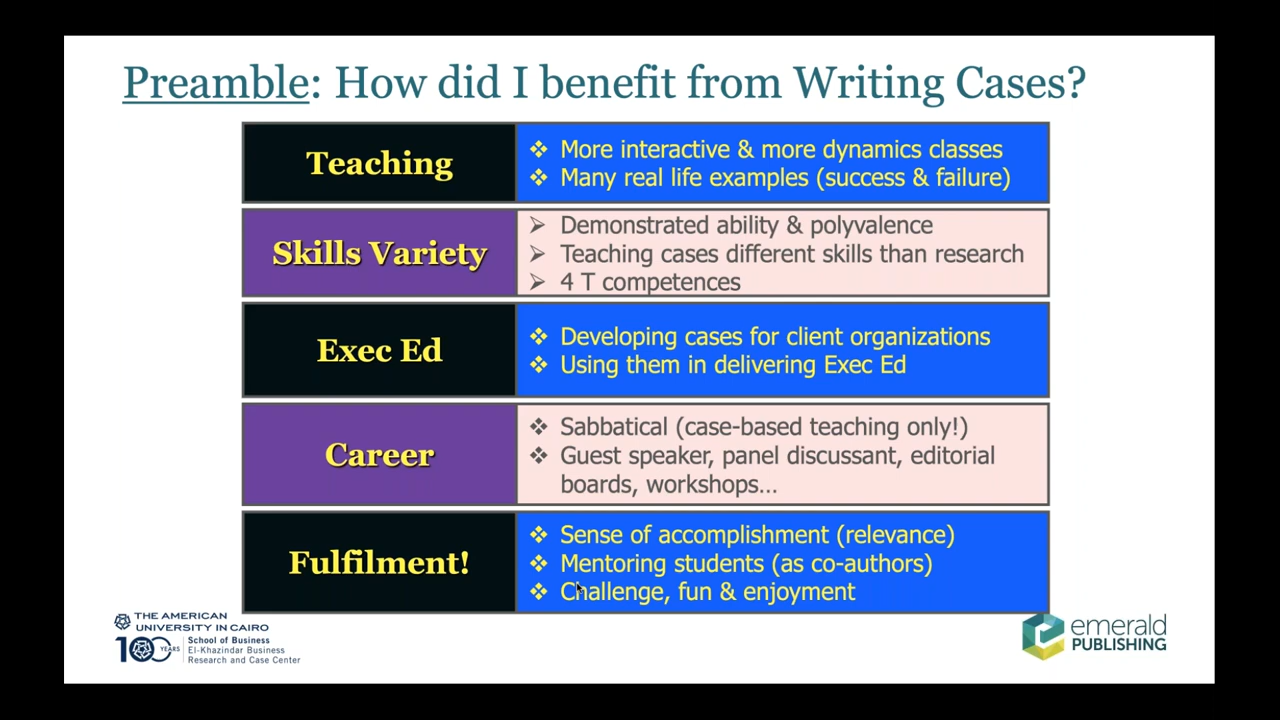 Preamble: How did I benefit from Writing Cases?
Teaching
❖ More interactive & more dynamics classes
❖ Many real life examples (success & failure)
Skills Variety
➢ Demonstrated ability & polyvalence
➢ Teaching cases different skills than research
➢ 4 T competences
Exec Ed
❖ Developing cases for client organizations
❖ Using them in delivering Exec Ed
Career
❖ Sabbatical (case-based teaching only!)
❖ Guest speaker, panel discussant, editorial
boards, workshops...
Fulfilment!
❖ Sense of accomplishment (relevance)
❖ Mentoring students (as co-authors)
❖ Challenge, fun & enjoyment
THE AMERICAN
UNIVERSITY IN CAIRO
100 YEARS
School of Business
El-Khazindar Business
Research and Case Center
emerald
PUBLISHING